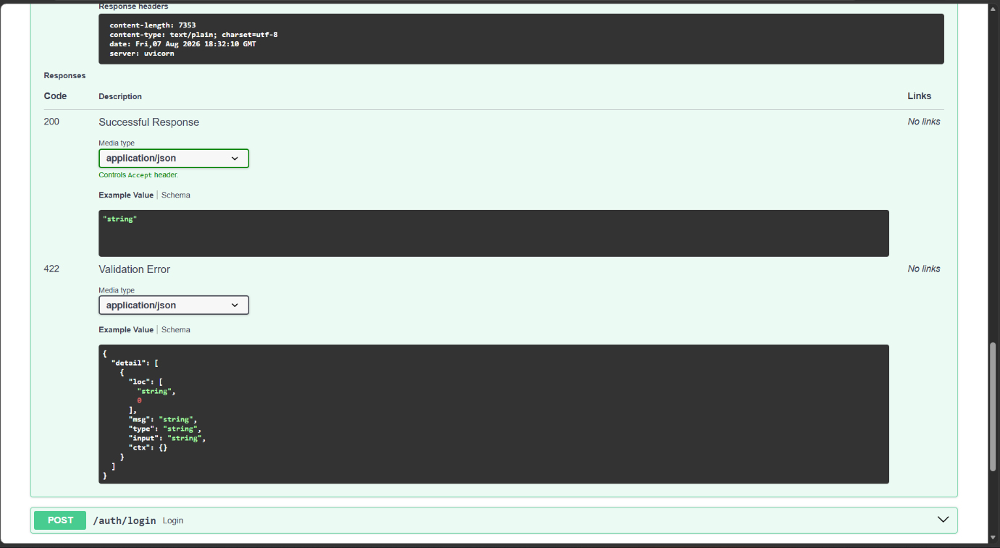 Response headers
content-length: 7353
content-type: text/plain; charset=utf-8
date: Fri,07 Aug 2026 18:32:10 GMT
server: uvicorn
Responses
Code Description Links
200 Successful Response No links
Media type
application/json
Controls Accept header.
Example Value Schema
"string"
422 Validation Error No links
Media type
application/json
Example Value Schema
{
  "detail": [
    {
      "loc": [
        "string",
        0
      ],
      "msg": "string",
      "type": "string",
      "input": "string",
      "ctx": {}
    }
  ]
}
POST /auth/login Login